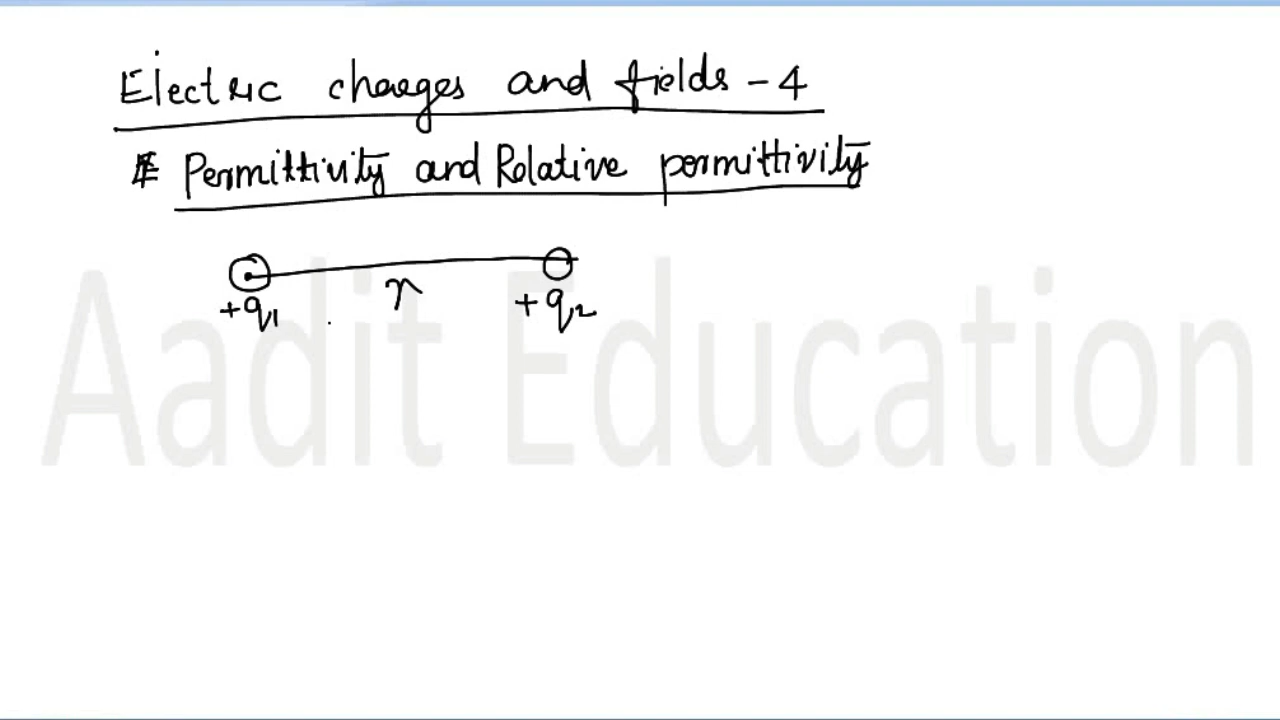 Electric charges and fields - 4
* Permittivity and Relative permittivity
r
+q1 +q2
Aadit Education